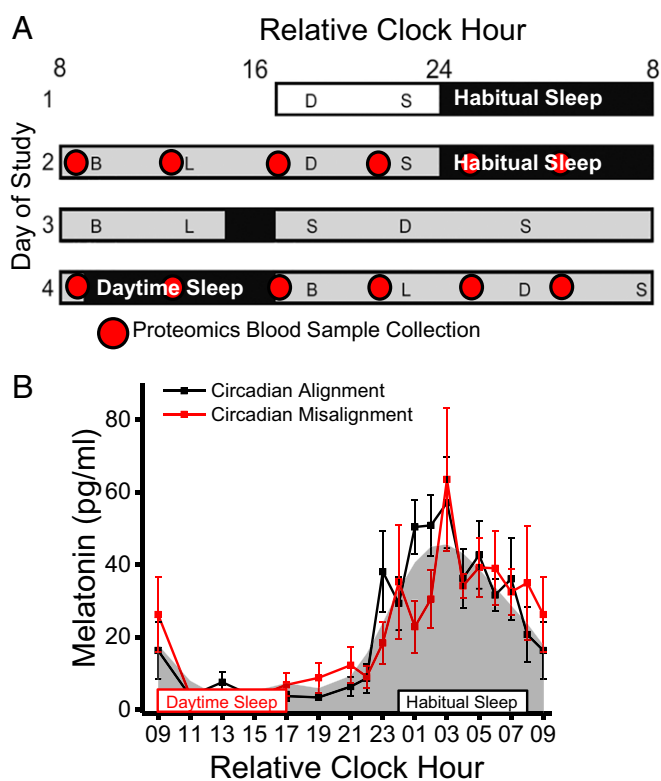 A
Relative Clock Hour
8 16 24 8
Day of Study
1 D S Habitual Sleep
2 B L D S Habitual Sleep
3 B L S D S
4 Daytime Sleep B L D S
Proteomics Blood Sample Collection
B
Circadian Alignment
Circadian Misalignment
Melatonin (pg/ml)
80
60
40
20
0
Daytime Sleep Habitual Sleep
09 11 13 15 17 19 21 23 01 03 05 07 09
Relative Clock Hour